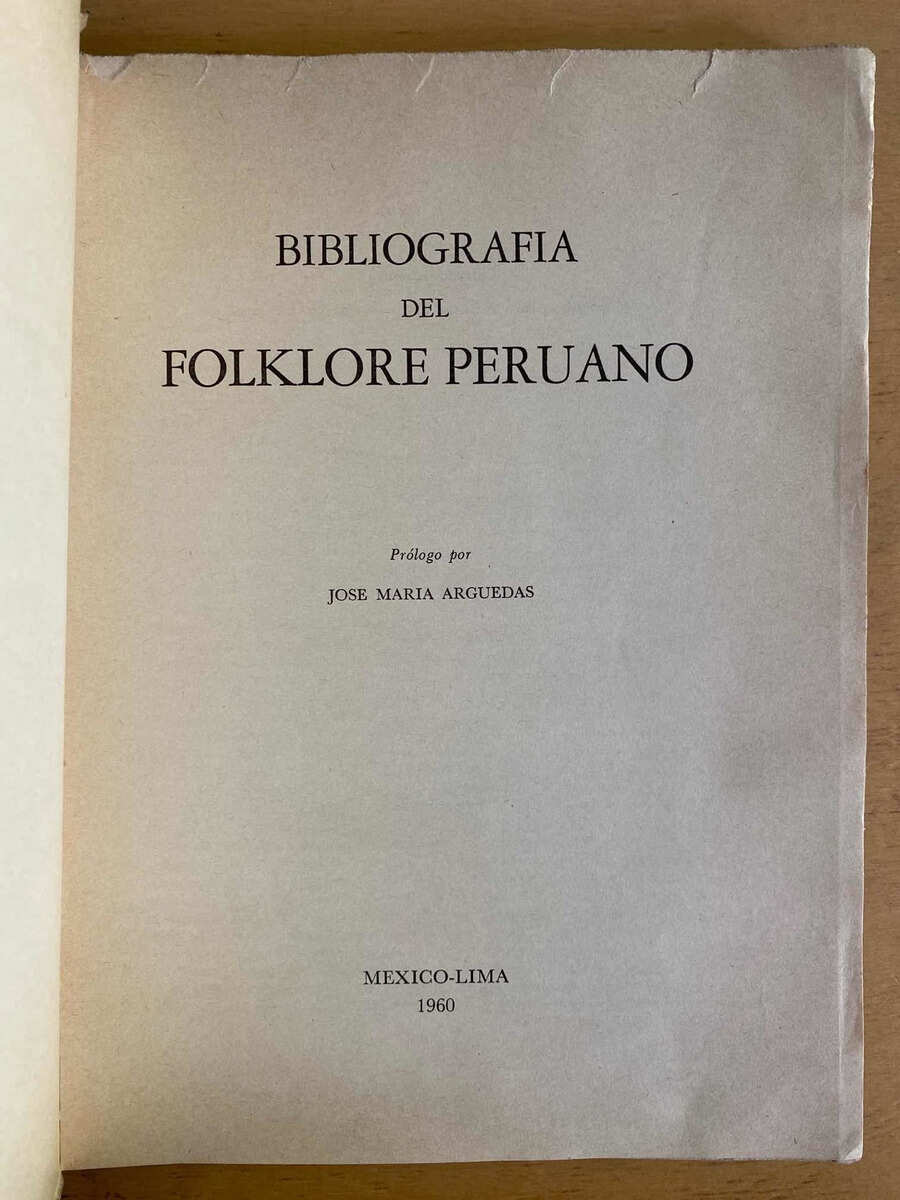 BIBLIOGRAFIA
DEL
FOLKLORE PERUANO
Prólogo por
JOSE MARIA ARGUEDAS
MEXICO-LIMA
1960